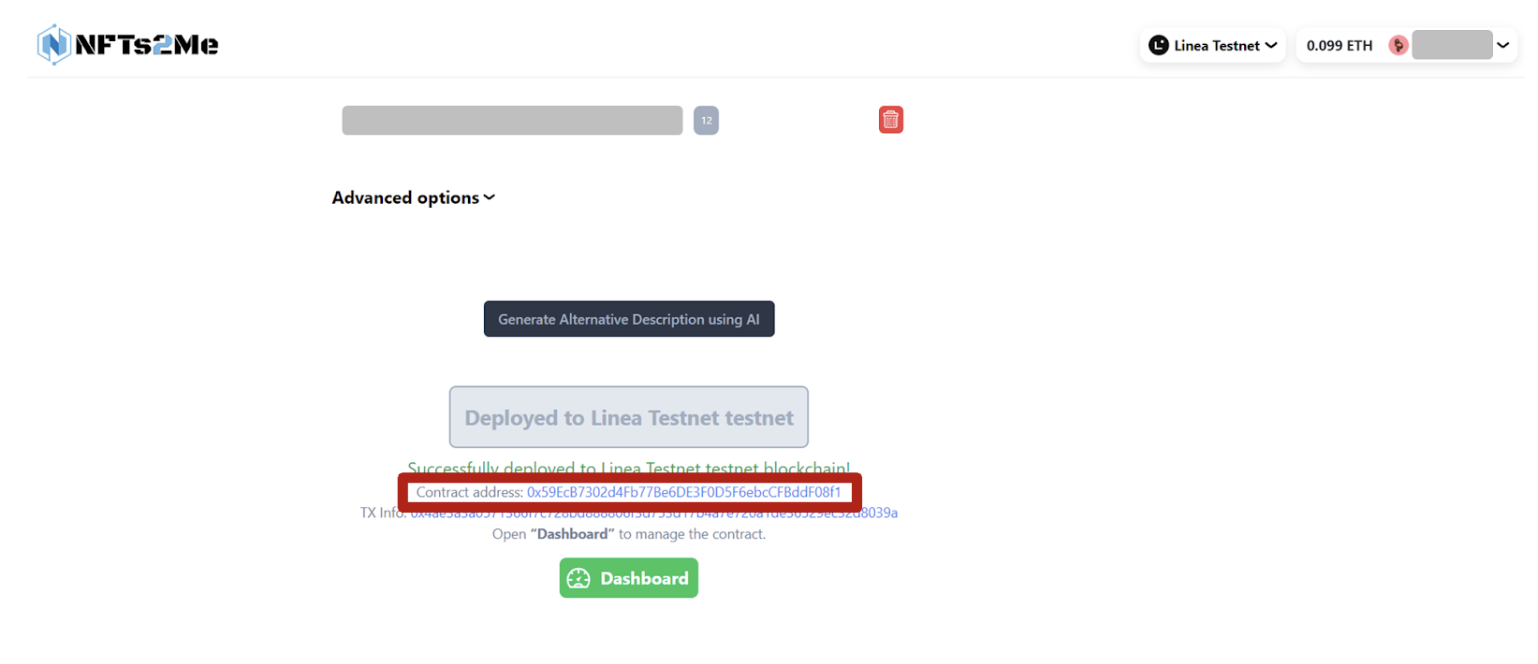 NFTs2Me
Linea Testnet
0.099 ETH
12
Advanced options
Generate Alternative Description using AI
Deployed to Linea Testnet testnet
Successfully deployed to Linea Testnet testnet blockchain!
Contract address: 0x59EcB7302d4Fb77Be6DE3F0D5F6ebcCFBddF08f1
TX Info:
Open “Dashboard” to manage the contract.
Dashboard